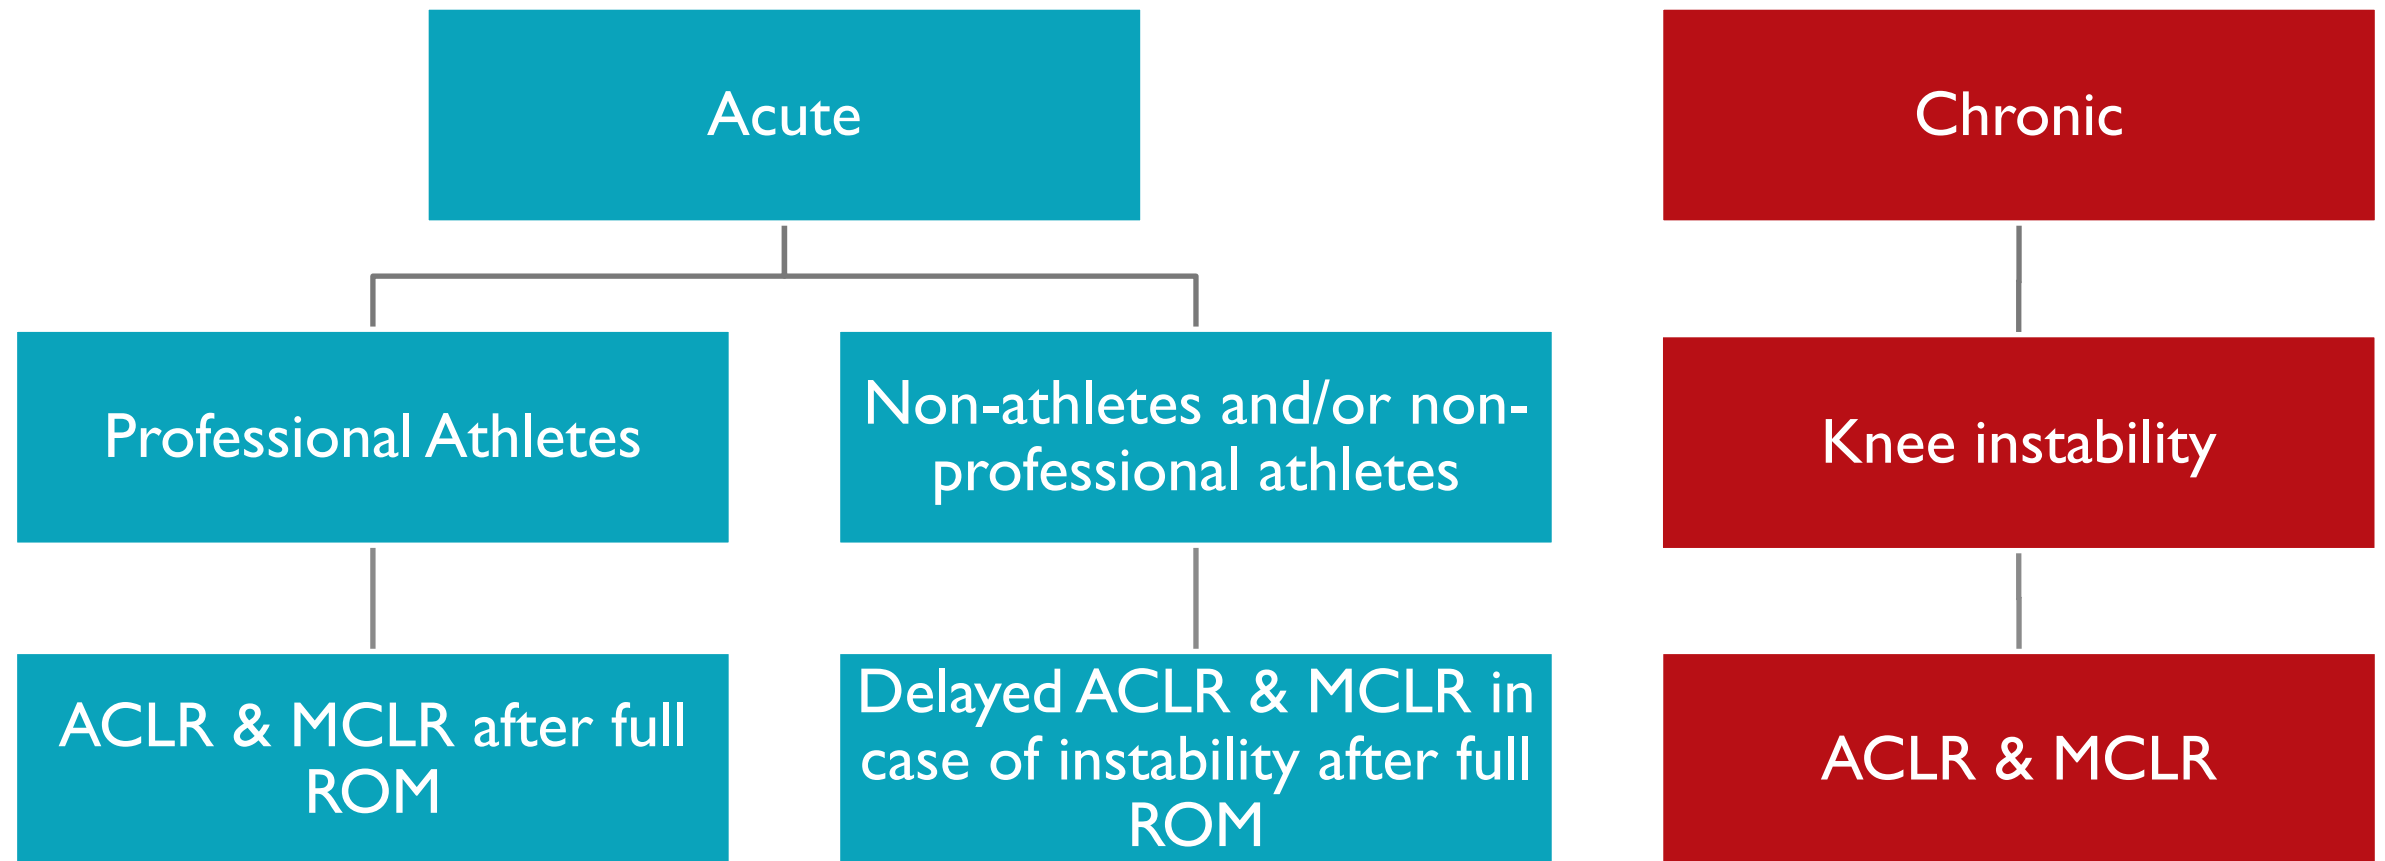 Acute
Chronic
Professional Athletes
Non-athletes and/or non-
professional athletes
Knee instability
ACLR & MCLR after full
ROM
Delayed ACLR & MCLR in
case of instability after full
ROM
ACLR & MCLR